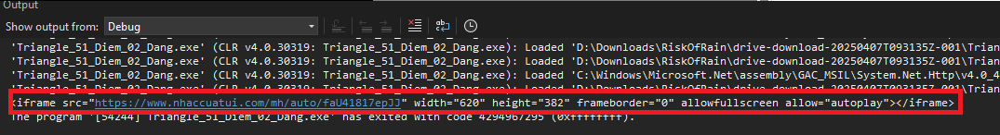 Output
Show output from: Debug
'Triangle_51_Diem_02_Dang.exe' (CLR v4.0.30319: Triangle_51_Diem_02_Dang.exe): Loaded 'D:\Downloads\RiskOfRain\drive-download-20250407T093135Z-001\Trian
'Triangle_51_Diem_02_Dang.exe' (CLR v4.0.30319: Triangle_51_Diem_02_Dang.exe): Loaded 'D:\Downloads\RiskOfRain\drive-download-20250407T093135Z-001\Trian
'Triangle_51_Diem_02_Dang.exe' (CLR v4.0.30319: Triangle_51_Diem_02_Dang.exe): Loaded 'C:\Windows\Microsoft.Net\assembly\GAC_MSIL\System.Net.Http\v4.0_4
'Triangle_51_Diem_02_Dang.exe' (CLR v4.0.30319: Triangle_51_Diem_02_Dang.exe): Loaded 'D:\Downloads\RiskOfRain\drive-download-20250407T093135Z-001\Trian
<iframe src="https://www.nhaccuatui.com/mh/auto/faU41817epJJ" width="620" height="382" frameborder="0" allowfullscreen allow="autoplay"></iframe>
The program '[54244] Triangle_51_Diem_02_Dang.exe' has exited with code 4294967295 (0xffffffff).